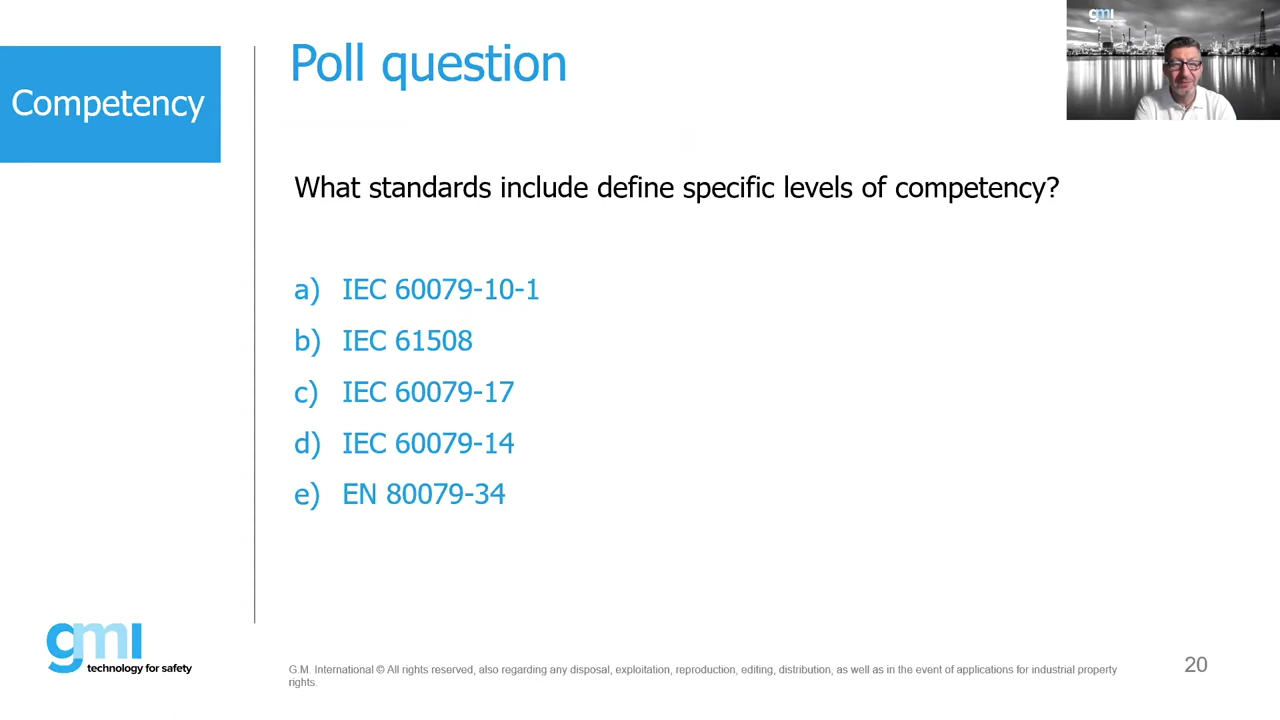 Competency
Poll question
gmi
What standards include define specific levels of competency?
a) IEC 60079-10-1
b) IEC 61508
c) IEC 60079-17
d) IEC 60079-14
e) EN 80079-34
gmi
technology for safety
G.M. International © All rights reserved, also regarding any disposal, exploitation, reproduction, editing, distribution, as well as in the event of applications for industrial property
rights.
20